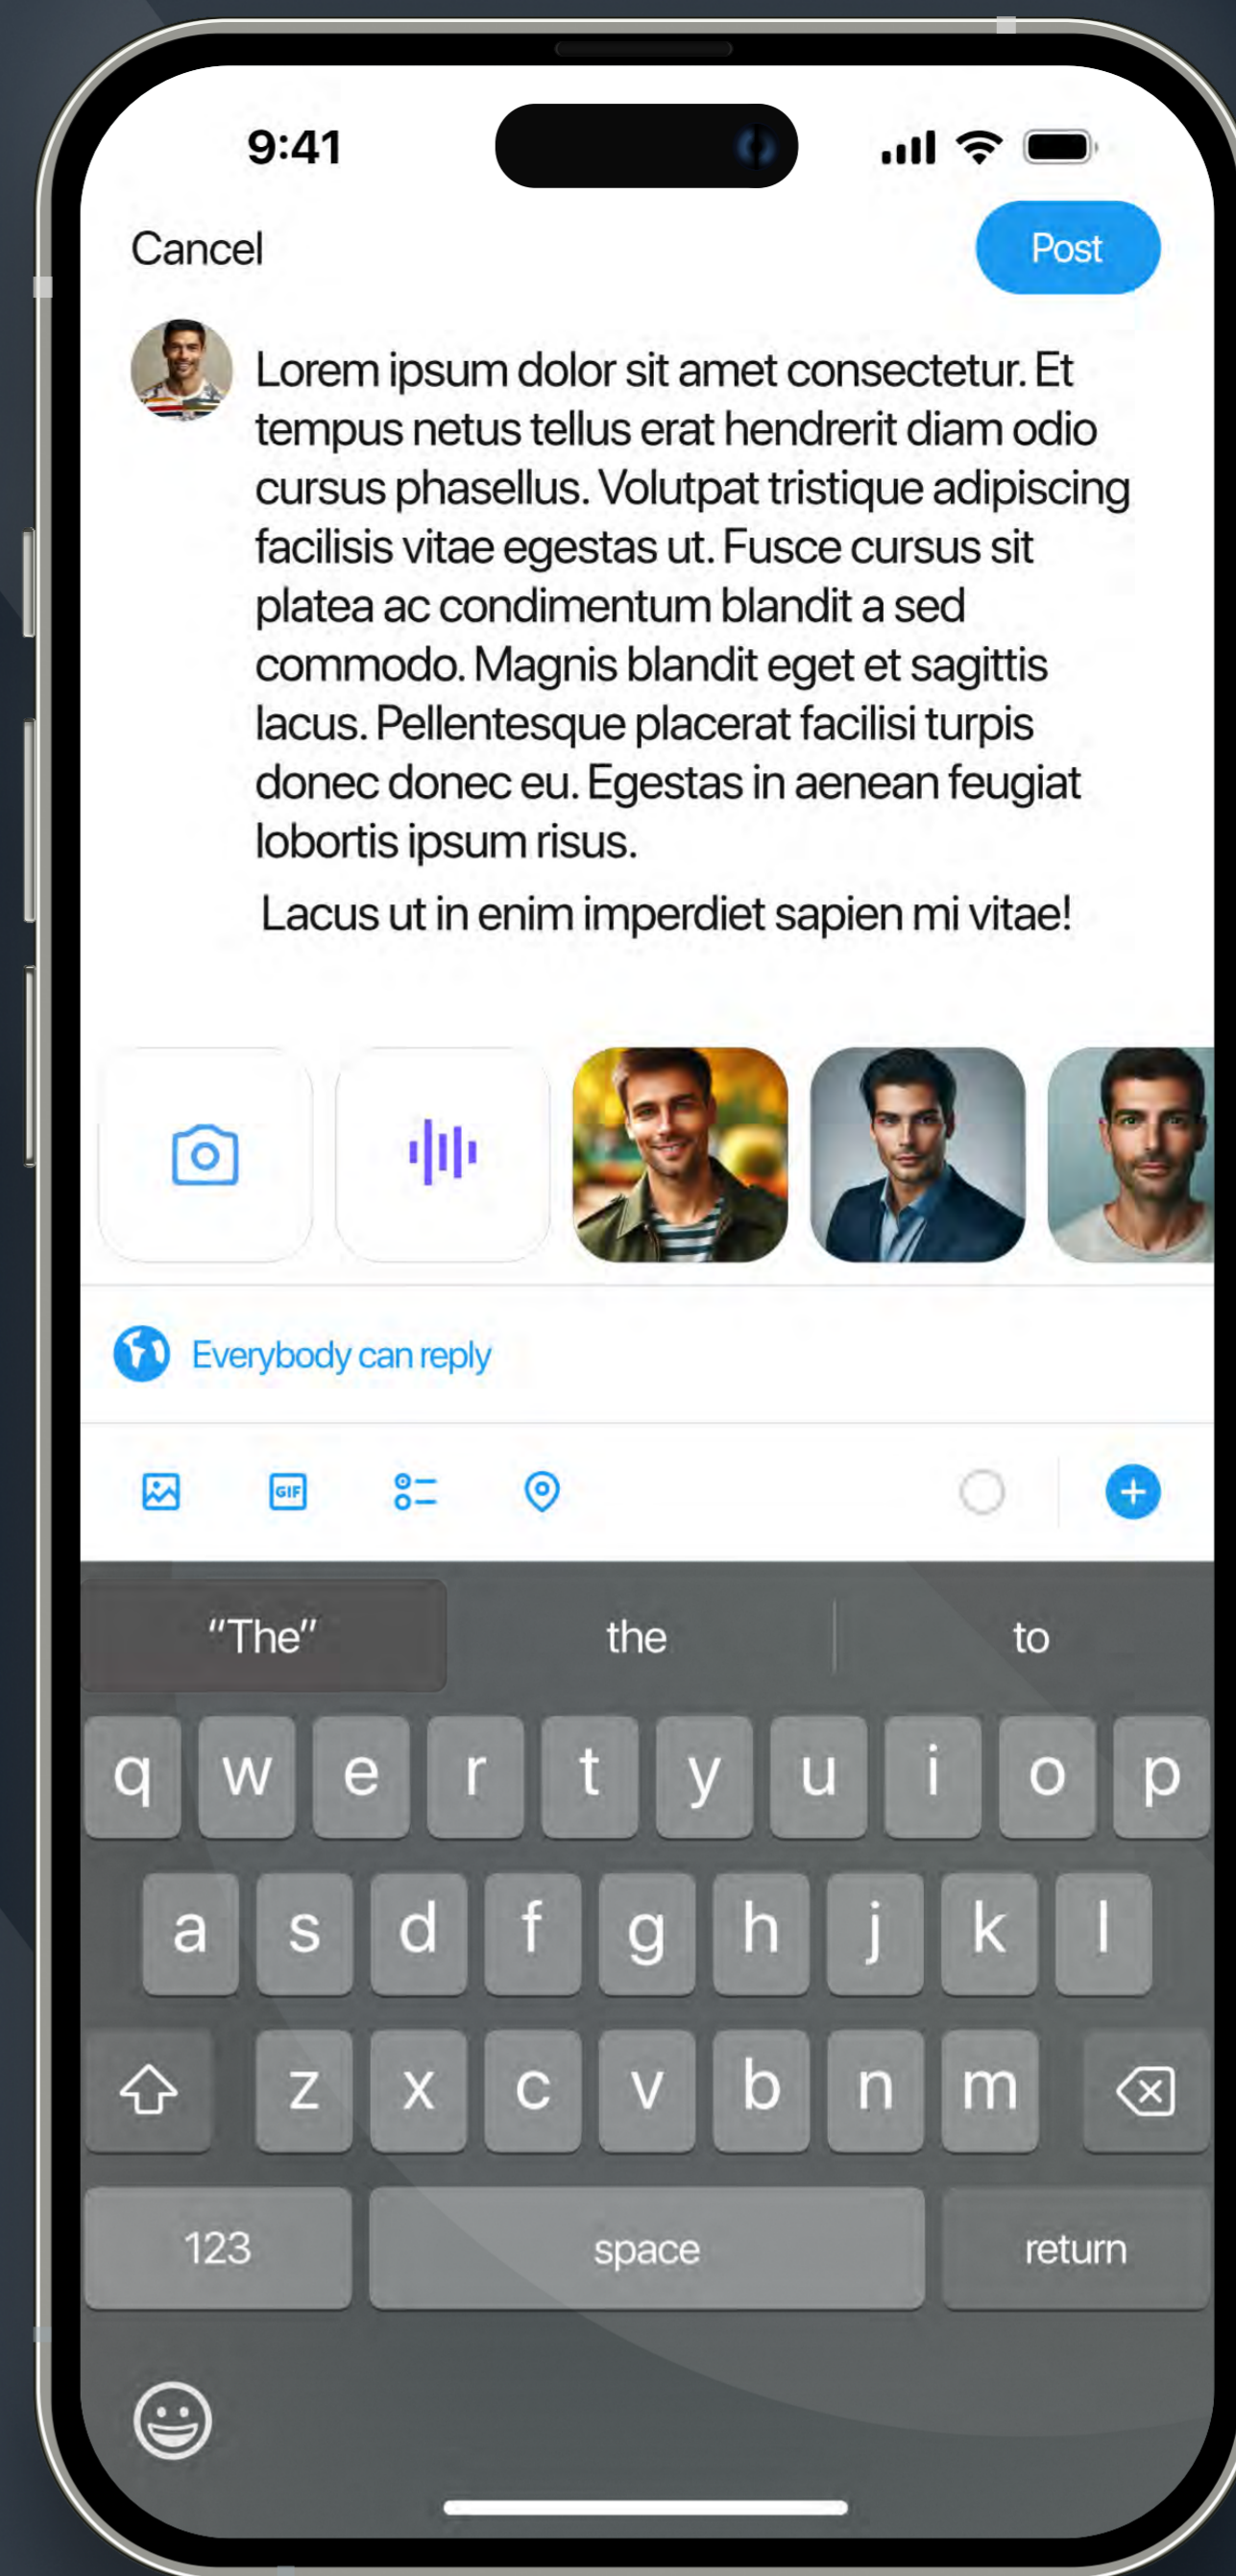 9:41
Cancel
Post
Lorem ipsum dolor sit amet consectetur. Et
tempus netus tellus erat hendrerit diam odio
cursus phasellus. Volutpat tristique adipiscing
facilisis vitae egestas ut. Fusce cursus sit
platea ac condimentum blandit a sed
commodo. Magnis blandit eget et sagittis
lacus. Pellentesque placerat facilisi turpis
donec donec eu. Egestas in aenean feugiat
lobortis ipsum risus.
Lacus ut in enim imperdiet sapien mi vitae!
Everybody can reply
GIF
“The” the to
q w e r t y u i o p
a s d f g h j k l
z x c v b n m
123 space return